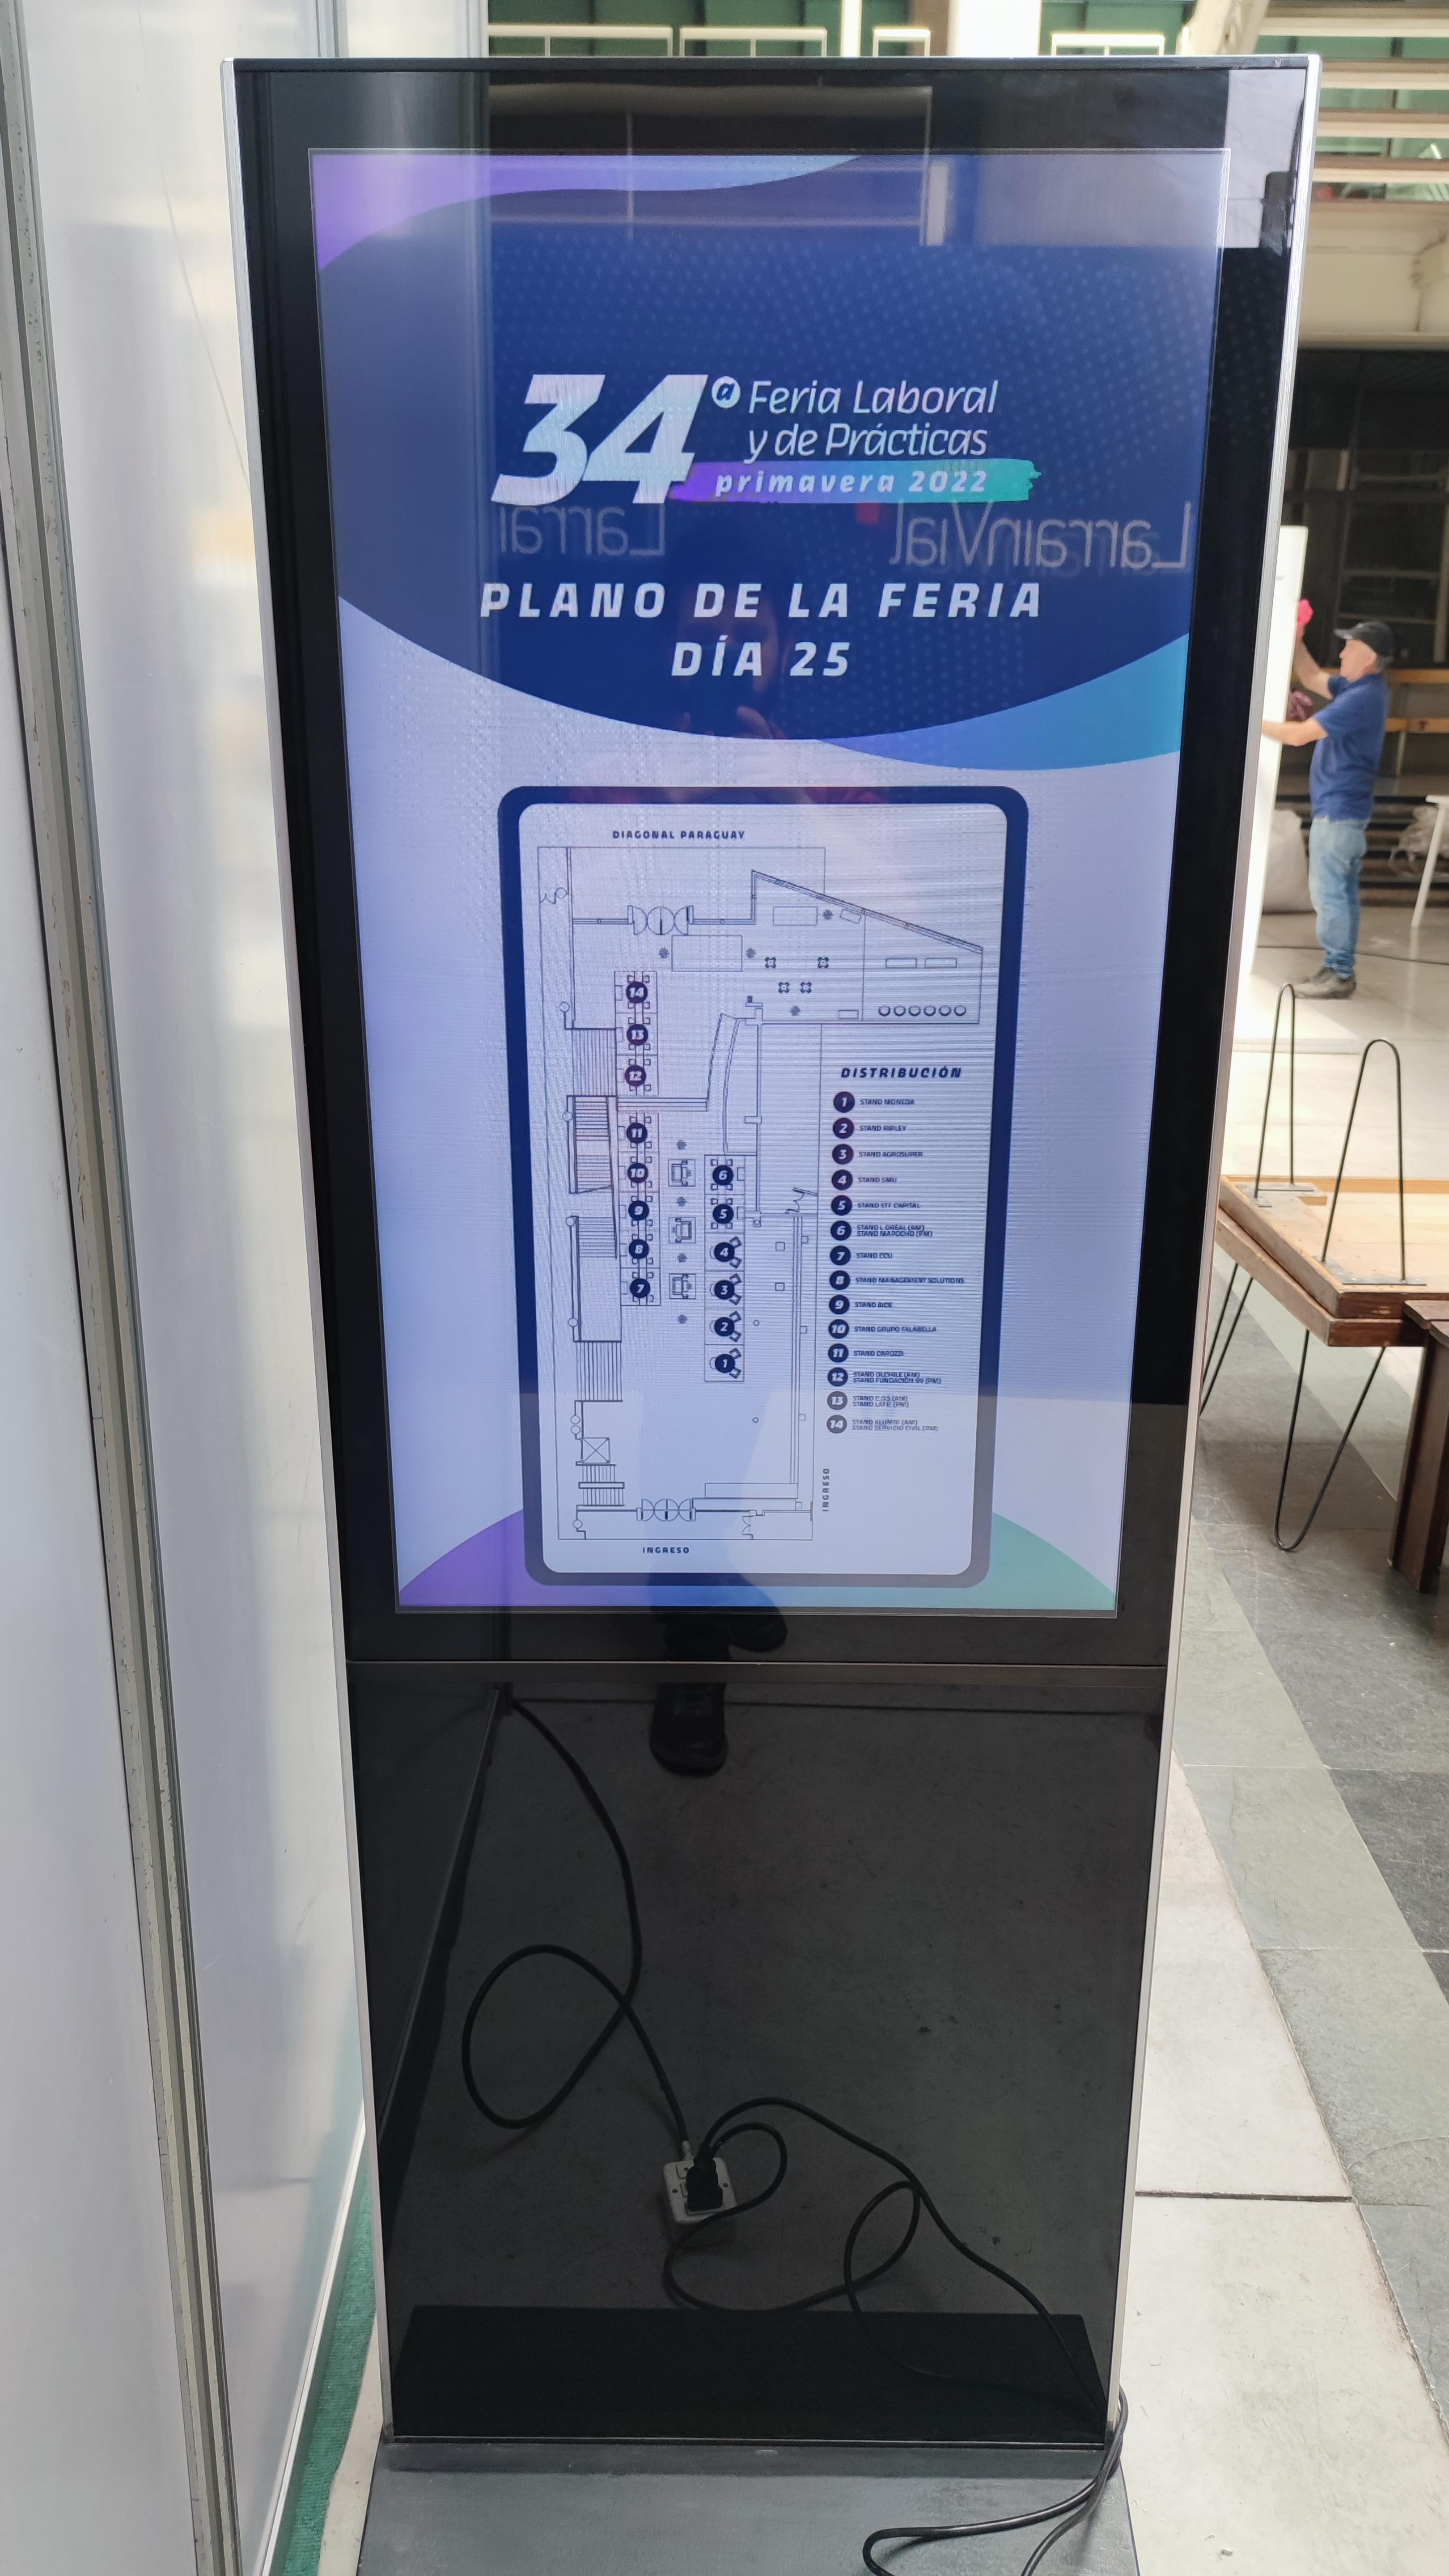 34ª Feria Laboral
y de Prácticas
primavera 2022
Larrai
LarrainVial
PLANO DE LA FERIA
DÍA 25
DIAGONAL PARAGUAY
14
13
12
11
10
9
8
7
6
5
4
3
2
1
DISTRIBUCIÓN
1 STAND MONEDA
2 STAND RIPLEY
3 STAND AGROSUPER
4 STAND SMU
5 STAND STF CAPITAL
6 STAND L'ORÉAL (AM)
STAND MAPOCHO (PM)
7 STAND CCU
8 STAND MANAGEMENT SOLUTIONS
9 STAND BICE
10 STAND GRUPO FALABELLA
11 STAND CAROZZI
12 STAND (AM)
STAND FUNDACIÓN 99 (PM)
13 STAND (AM)
STAND (PM)
14 STAND ALUMNI (AM)
STAND SERVICIO CIVIL (PM)
INGRESO
INGRESO